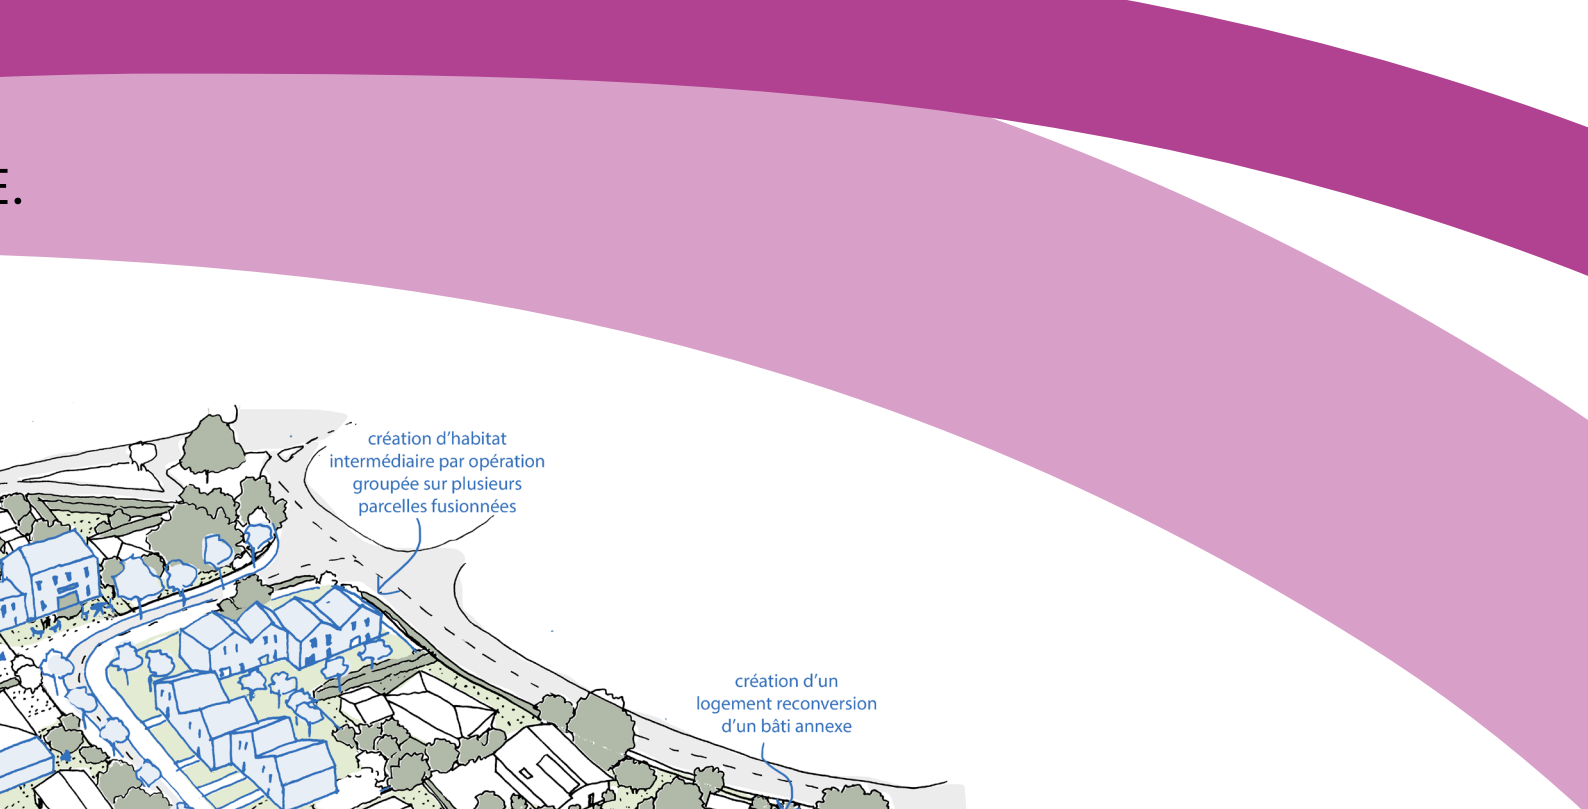 E.
création d’habitat
intermédiaire par opération
groupée sur plusieurs
parcelles fusionnées
création d’un
logement reconversion
d’un bâti annexe